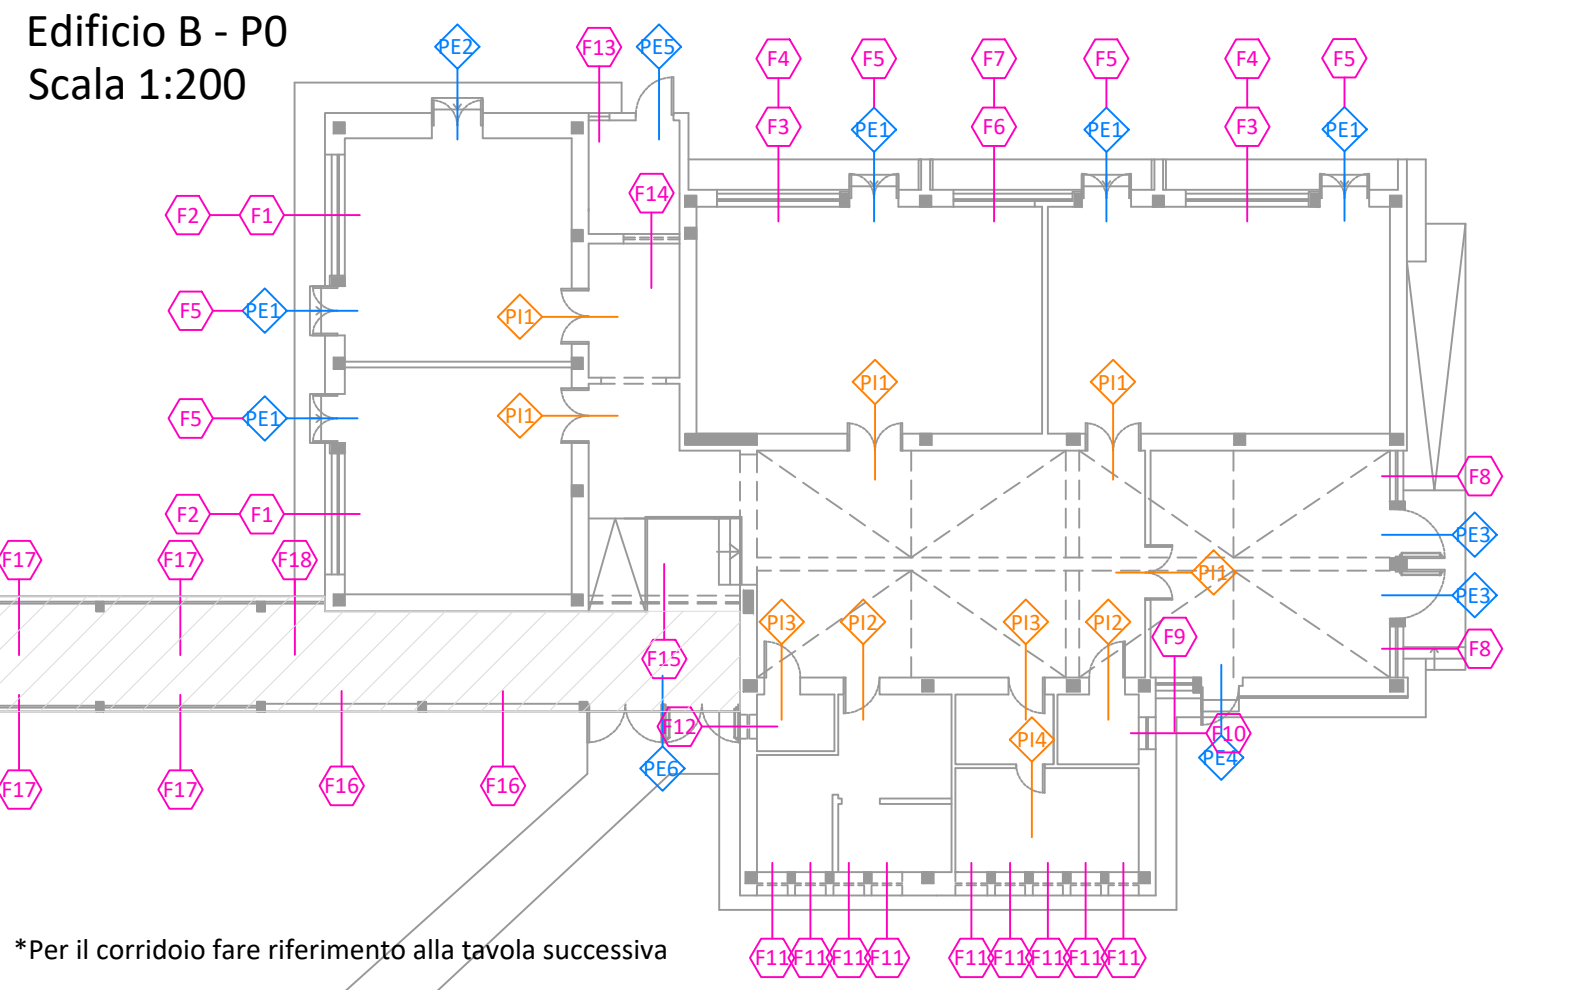 Edificio B - P0
Scala 1:200
PE2 F13 PE5 F4 F5 F7 F5 F4 F5
F3 PE1 F6 PE1 F3 PE1
F14
F2 F1
F5 PE1 PI1
PI1 PI1
F5 PE1 PI1
F8
F2 F1
PE3
F17 F17 F18
PI1
PE3
PI3 PI2 PI3 PI2
F9
F15 F8
F12 PI4 F10
PE6 PE4
F17 F17 F16 F16
*Per il corridoio fare riferimento alla tavola successiva
F11 F11 F11 F11 F11 F11 F11 F11 F11